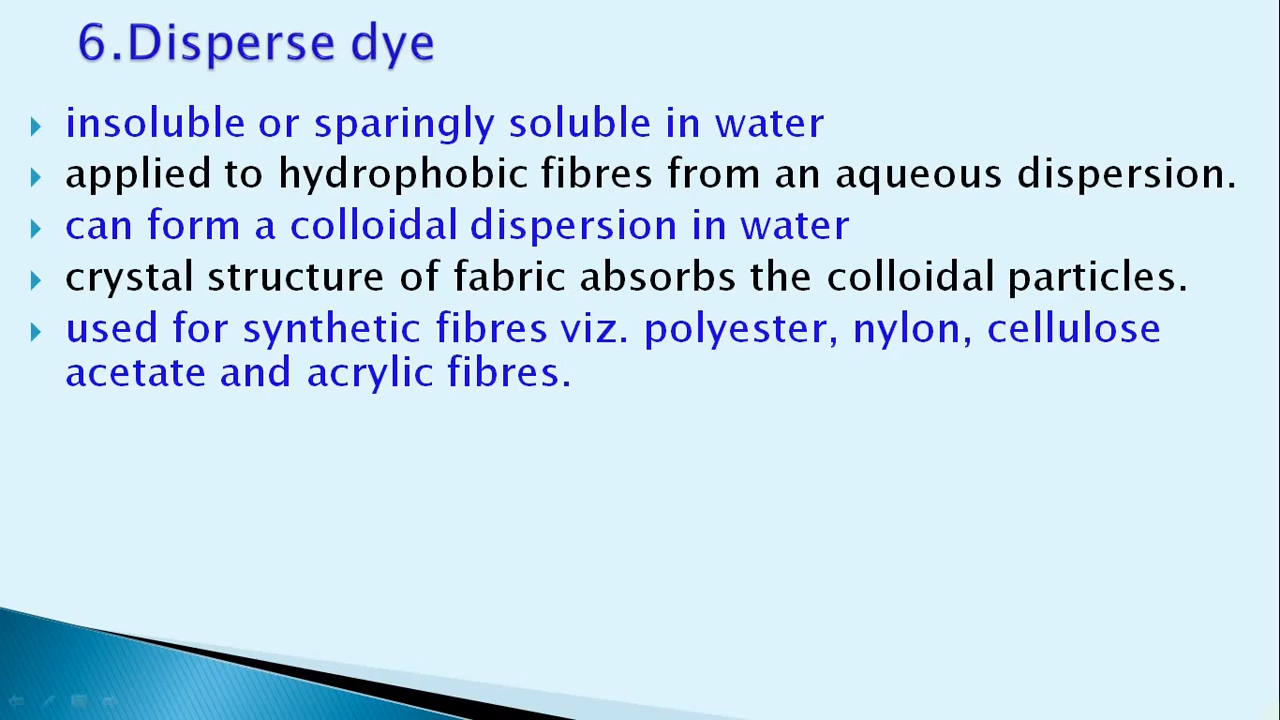 6.Disperse dye
insoluble or sparingly soluble in water
applied to hydrophobic fibres from an aqueous dispersion.
can form a colloidal dispersion in water
crystal structure of fabric absorbs the colloidal particles.
used for synthetic fibres viz. polyester, nylon, cellulose
acetate and acrylic fibres.